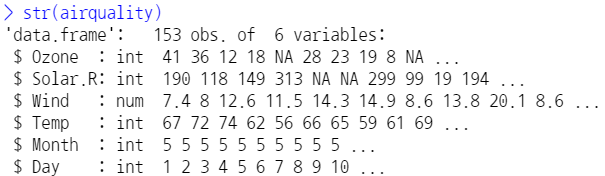 > str(airquality)
'data.frame':   153 obs. of  6 variables:
 $ Ozone  : int  41 36 12 18 NA 28 23 19 8 NA ...
 $ Solar.R: int  190 118 149 313 NA NA 299 99 19 194 ...
 $ Wind   : num  7.4 8 12.6 11.5 14.3 14.9 8.6 13.8 20.1 8.6 ...
 $ Temp   : int  67 72 74 62 56 66 65 59 61 69 ...
 $ Month  : int  5 5 5 5 5 5 5 5 5 5 ...
 $ Day    : int  1 2 3 4 5 6 7 8 9 10 ...